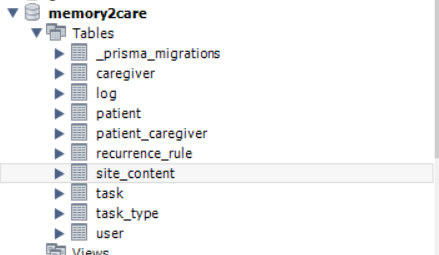 memory2care
Tables
_prisma_migrations
caregiver
log
patient
patient_caregiver
recurrence_rule
site_content
task
task_type
user
Views